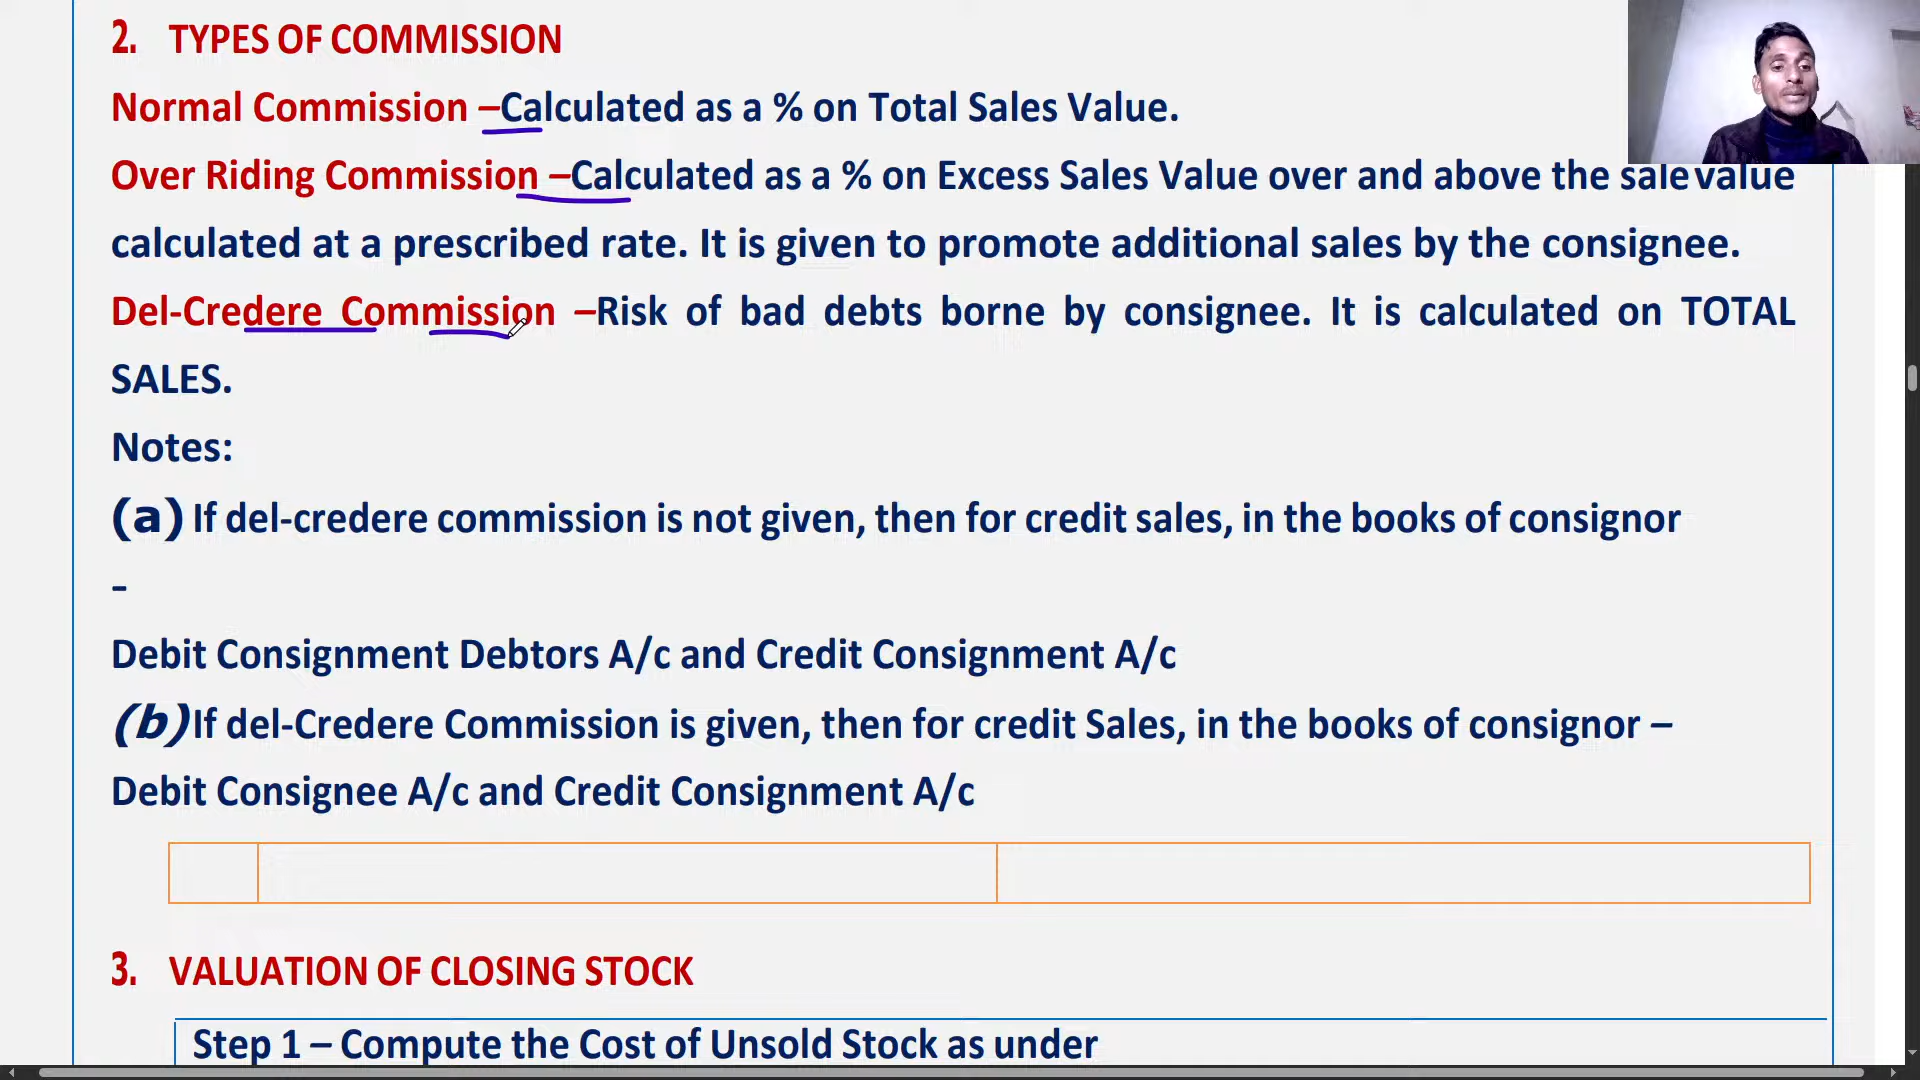 2. TYPES OF COMMISSION
Normal Commission –Calculated as a % on Total Sales Value.
Over Riding Commission –Calculated as a % on Excess Sales Value over and above the sale value
calculated at a prescribed rate. It is given to promote additional sales by the consignee.
Del-Credere Commission –Risk of bad debts borne by consignee. It is calculated on TOTAL
SALES.
Notes:
(a) If del-credere commission is not given, then for credit sales, in the books of consignor
–
Debit Consignment Debtors A/c and Credit Consignment A/c
(b) If del-Credere Commission is given, then for credit Sales, in the books of consignor –
Debit Consignee A/c and Credit Consignment A/c
3. VALUATION OF CLOSING STOCK
Step 1 – Compute the Cost of Unsold Stock as under